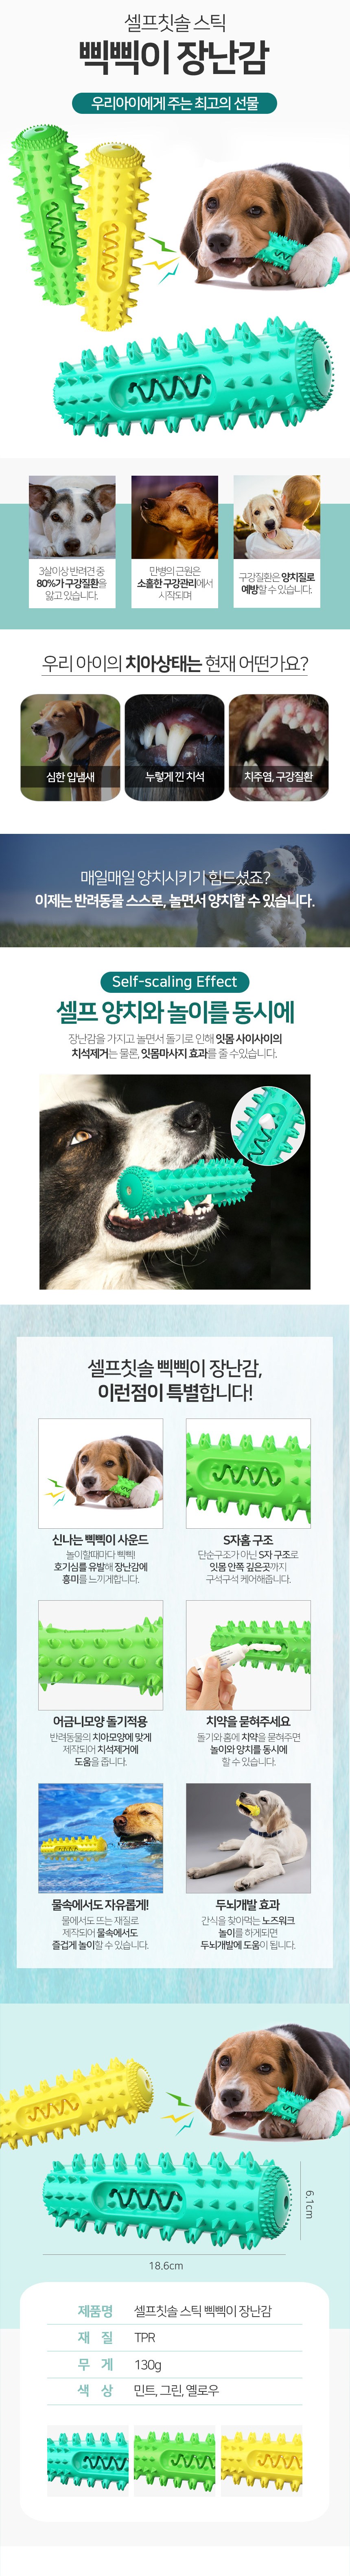 셀프칫솔 스틱
삑삑이 장난감
우리아이에게 주는 최고의 선물
3살이상 반려견 중
80%가 구강질환을
앓고 있습니다.
만병의 근원은
소홀한 구강관리에서
시작되며
구강질환은 양치질로
예방할 수 있습니다.
우리 아이의 치아상태는 현재 어떤가요?
심한 입냄새
누렇게 낀 치석
치주염, 구강질환
매일매일 양치시키기 힘드셨죠?
이제는 반려동물 스스로, 놀면서 양치할 수 있습니다.
Self-scaling Effect
셀프 양치와 놀이를 동시에
장난감을 가지고 놀면서 돌기로 인해 잇몸 사이사이의
치석제거는 물론, 잇몸마사지 효과를 줄 수있습니다.
셀프칫솔 삑삑이 장난감,
이런점이 특별합니다!
신나는 삑삑이 사운드
놀이할때마다 삑삑!
호기심를 유발해 장난감에
흥미를 느끼게합니다.
S자홈 구조
단순구조가 아닌 S자 구조로
잇몸 안쪽 깊은곳까지
구석구석 케어해줍니다.
어금니모양 돌기적용
반려동물의 치아모양에 맞게
제작되어 치석제거에
도움을 줍니다.
치약을 묻혀주세요
돌기와 홈에 치약을 묻혀주면
놀이와 양치를 동시에
할 수 있습니다.
물속에서도 자유롭게!
물에서도 뜨는 재질로
제작되어 물속에서도
즐겁게 놀이할 수 있습니다.
두뇌개발 효과
간식을 찾아먹는 노즈워크
놀이를 하게되면
두뇌개발에 도움이 됩니다.
6.1cm
18.6cm
제품명 셀프칫솔 스틱 삑삑이 장난감
재 질 TPR
무 게 130g
색 상 민트, 그린, 옐로우